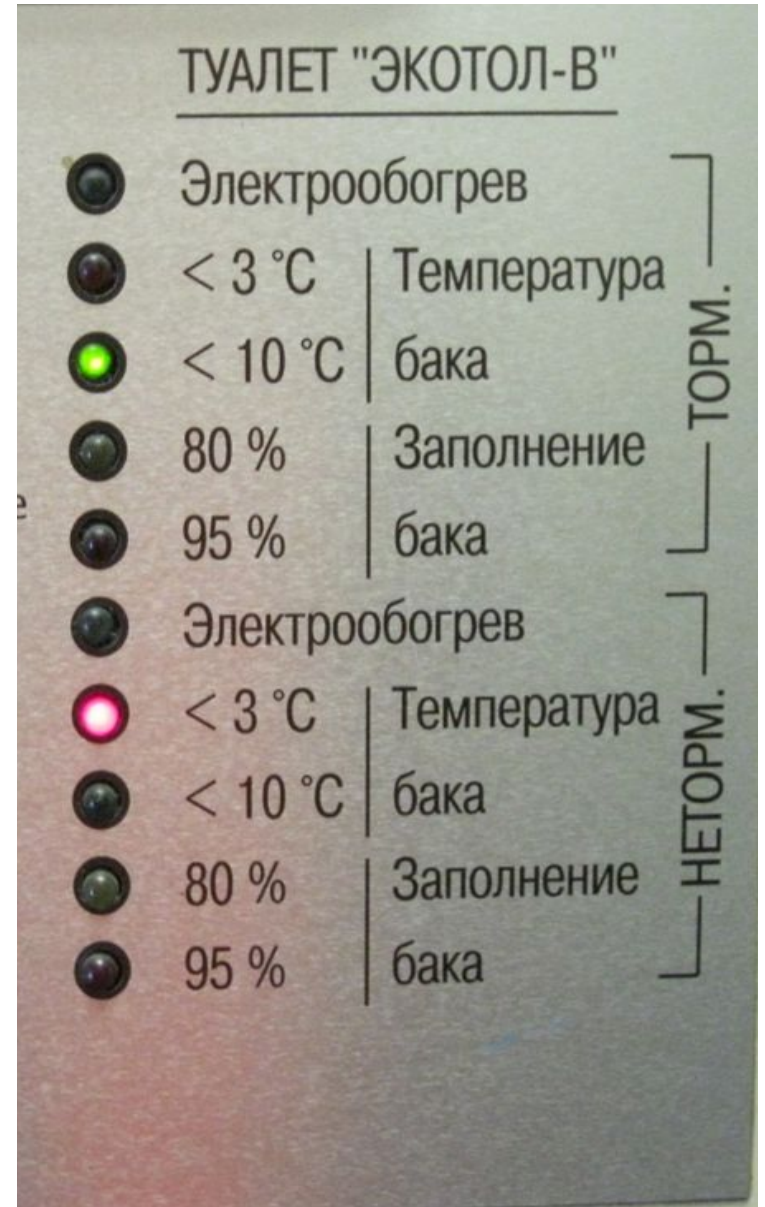 ТУАЛЕТ "ЭКОТОЛ-В"
Электрообогрев
< 3 °C Температура
< 10 °C бака
80 % Заполнение
95 % бака
ТОРМ.
Электрообогрев
< 3 °C Температура
< 10 °C бака
80 % Заполнение
95 % бака
НЕТОРМ.